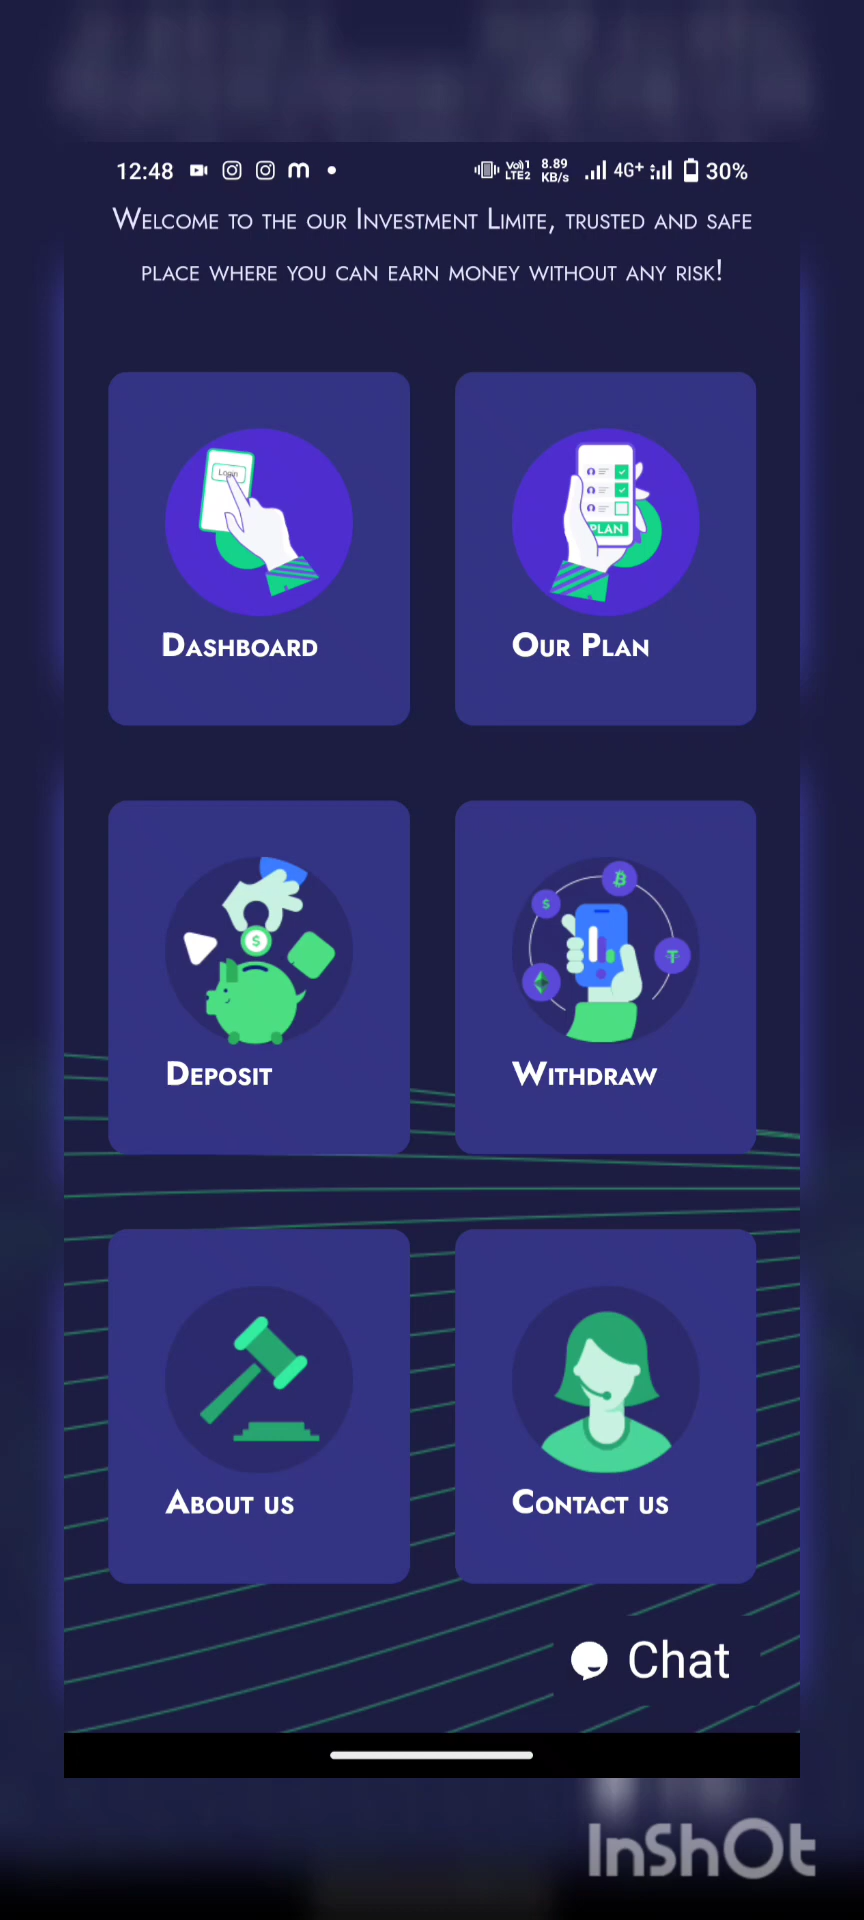 12:48 m Vol1 LTE2 8.89 KB/s 4G+ 30%
Welcome to the our Investment Limite, trusted and safe
place where you can earn money without any risk!
Login
PLAN
Dashboard
Our Plan
$
$
Deposit
Withdraw
About us
Contact us
Chat
InShOt